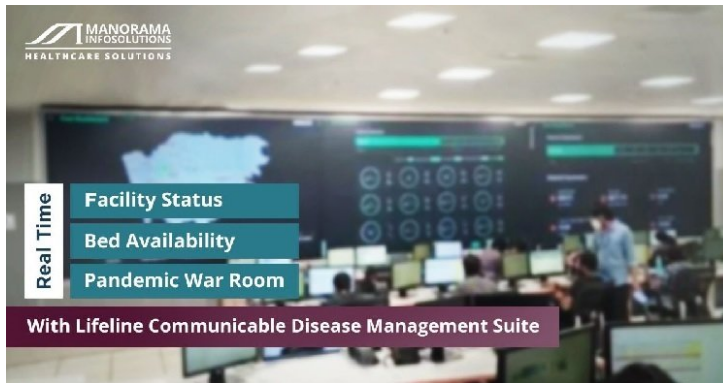 MANORAMA
INFOSOLUTIONS
HEALTHCARE SOLUTIONS
Real Time
Facility Status
Bed Availability
Pandemic War Room
With Lifeline Communicable Disease Management Suite